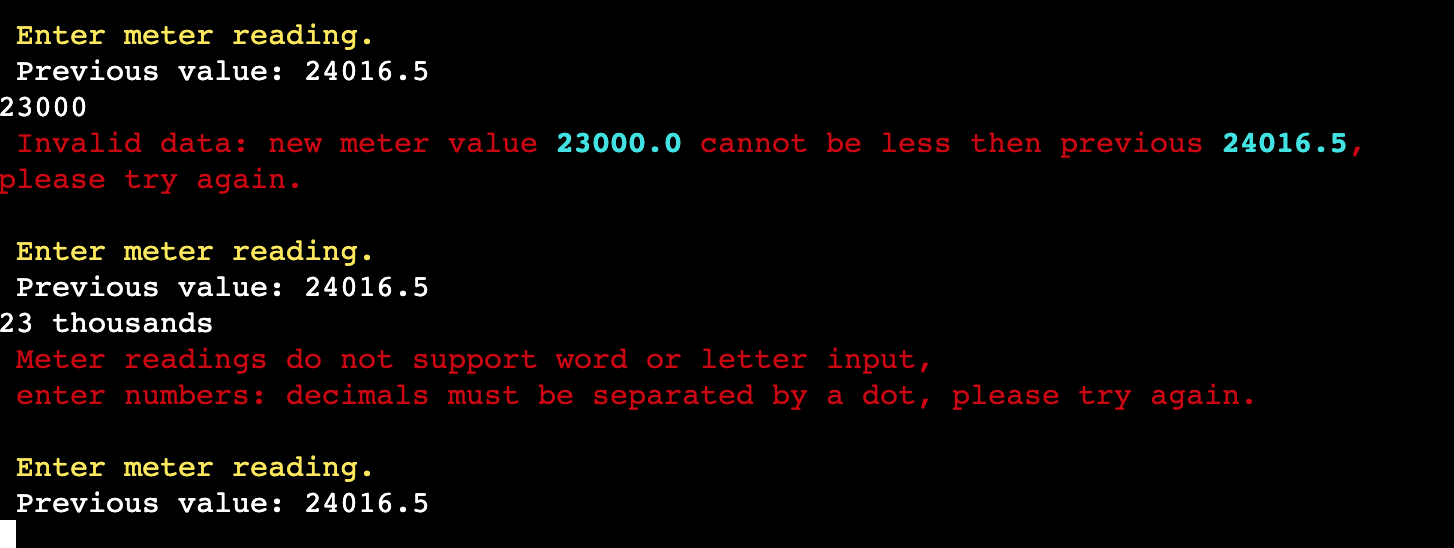 Enter meter reading.
Previous value: 24016.5
23000
Invalid data: new meter value 23000.0 cannot be less then previous 24016.5,
please try again.
Enter meter reading.
Previous value: 24016.5
23 thousands
Meter readings do not support word or letter input,
enter numbers: decimals must be separated by a dot, please try again.
Enter meter reading.
Previous value: 24016.5